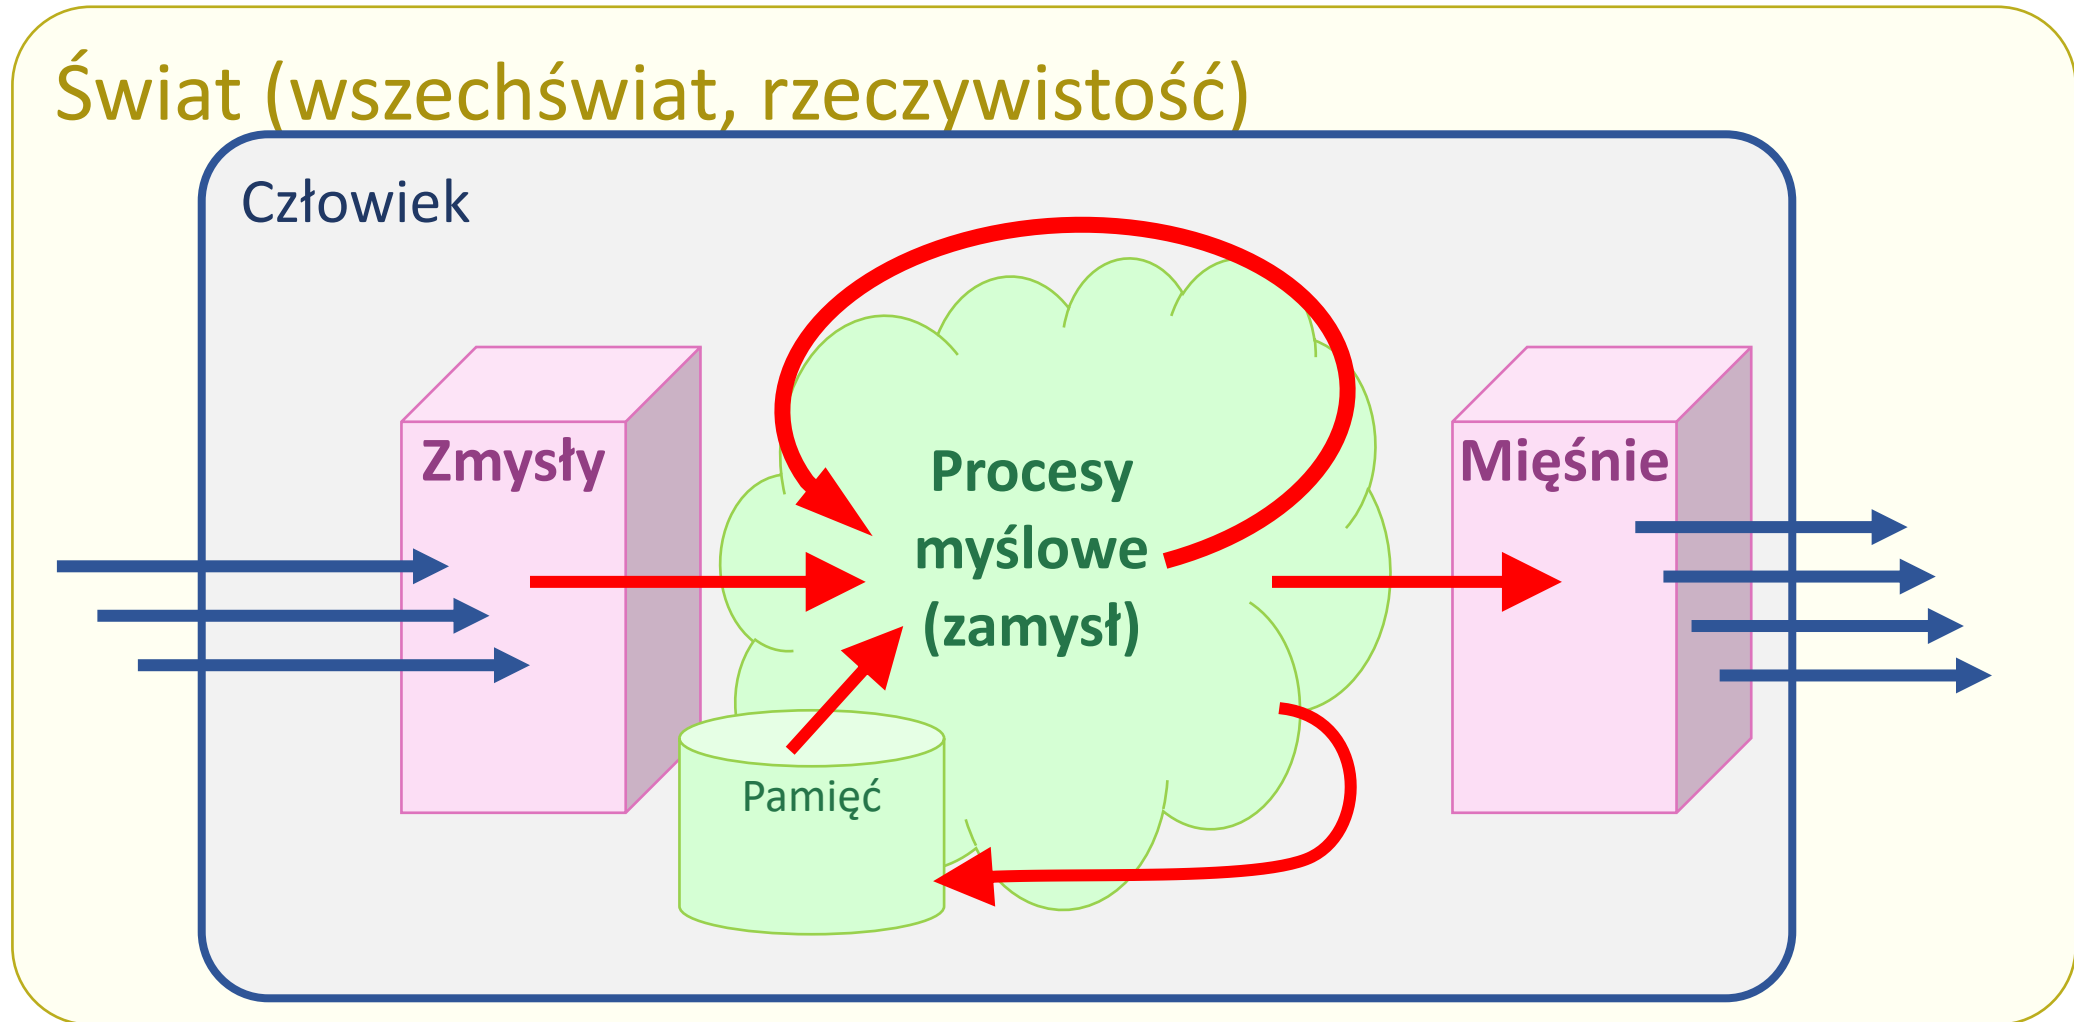 Świat (wszechświat, rzeczywistość)
Człowiek
Zmysły
Procesy
myślowe
(zamysł)
Mięśnie
Pamięć